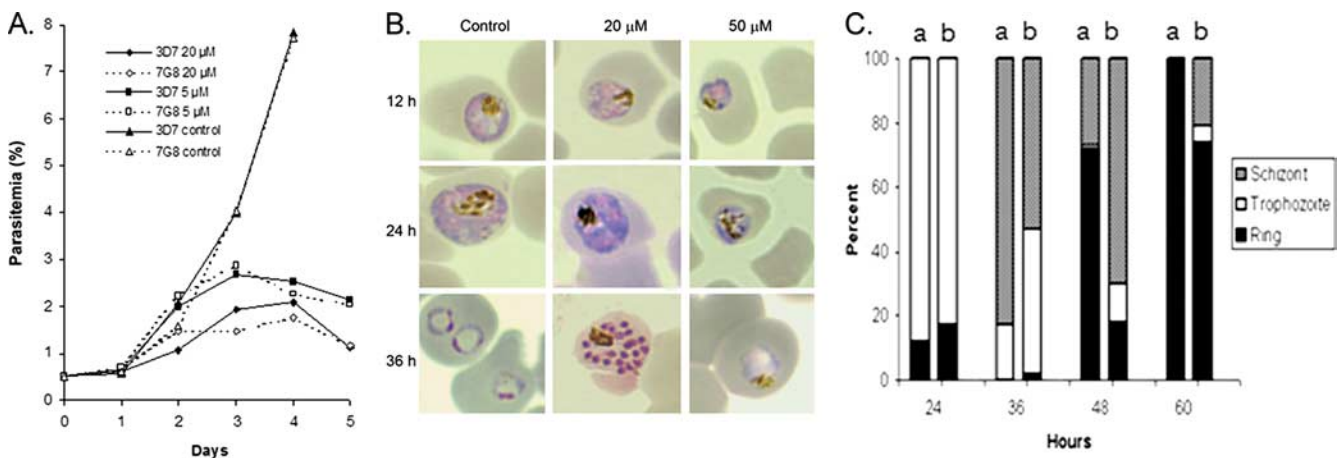 A.
8
7
6
5
4
3
2
1
0
Parasitemia (%)
3D7 20 µM
7G8 20 µM
3D7 5 µM
7G8 5 µM
3D7 control
7G8 control
0 1 2 3 4 5
Days
B.
Control 20 µM 50 µM
12 h
24 h
36 h
C.
a b a b a b a b
100
80
60
40
20
0
Percent
24 36 48 60
Hours
Schizont
Trophozoite
Ring